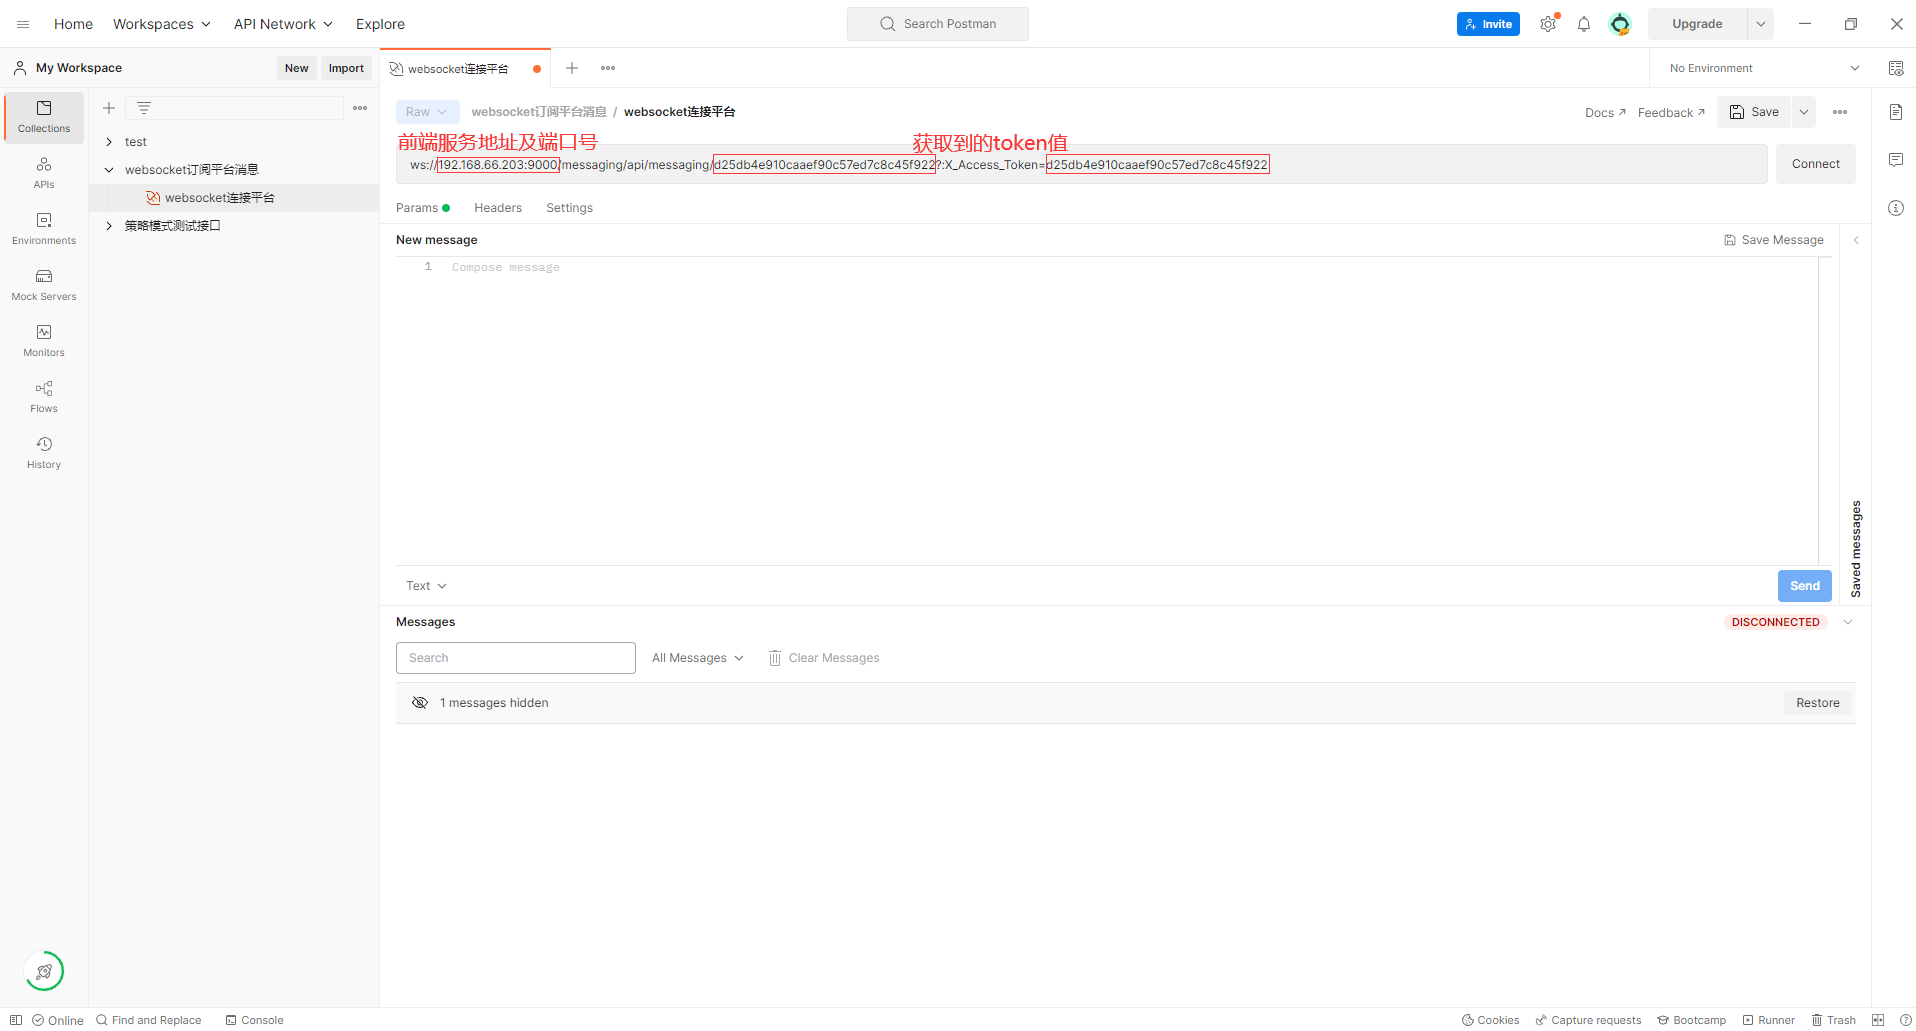 Home
Workspaces
API Network
Explore
Search Postman
Invite
Upgrade
My Workspace
New
Import
websocket连接平台
No Environment
Collections
APIs
Environments
Mock Servers
Monitors
Flows
History
test
websocket订阅平台消息
websocket连接平台
策略模式测试接口
Raw
websocket订阅平台消息 / websocket连接平台
Docs
Feedback
Save
前端服务地址及端口号
获取到的token值
ws://192.168.66.203:9000/messaging/api/messaging/d25db4e910caaef90c57ed7c8c45f922?:X_Access_Token=d25db4e910caaef90c57ed7c8c45f922
Connect
Params
Headers
Settings
New message
Save Message
1
Compose message
Saved messages
Text
Send
Messages
DISCONNECTED
Search
All Messages
Clear Messages
1 messages hidden
Restore
Online
Find and Replace
Console
Cookies
Capture requests
Bootcamp
Runner
Trash